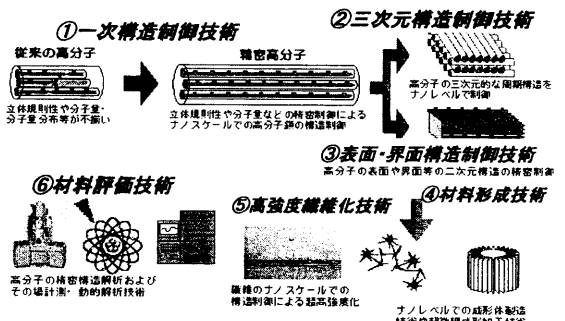 ①一次構造制御技術
従来の高分子
立体規則性や分子量・
分子量分布等が不揃い
精密高分子
立体規則性や分子量などの精密制御による
ナノスケールでの高分子鎖の構造制御
②三次元構造制御技術
高分子の三次元的な周期構造を
ナノレベルで制御
③表面・界面構造制御技術
高分子の表面や界面等の二次元構造の精密制御
④材料形成技術
ナノレベルでの成形体製造
⑤高強度繊維化技術
繊維のナノスケールでの
構造制御による超高強度化
⑥材料評価技術
高分子の精密構造解析および
その場計測・動的解析技術